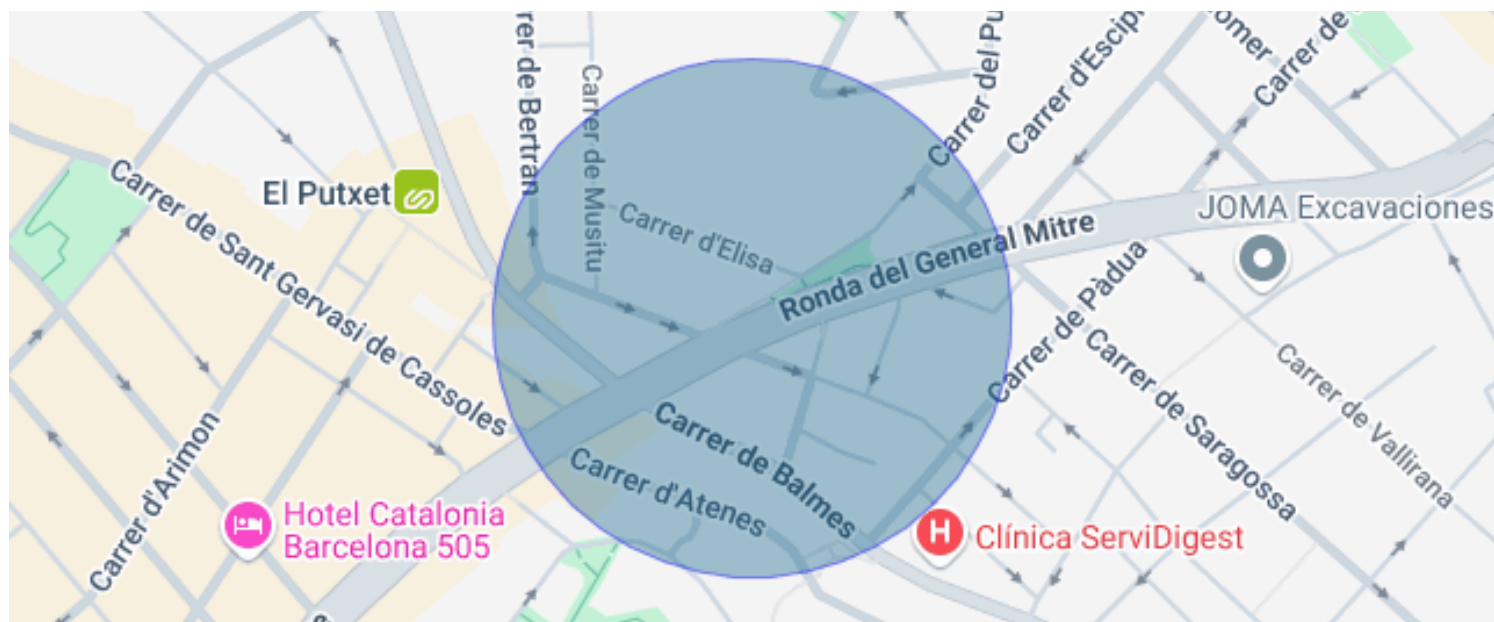 Carrer de Bertran
Carrer de Musitu
Carrer del Pu
Carrer d'Escipi
omer
Carrer de
Carrer de Sant Gervasi de Cassoles
El Putxet
Carrer d'Elisa
Ronda del General Mitre
JOMA Excavaciones
Carrer de Pàdua
Carrer de Saragossa
Carrer de Vallirana
Carrer d'Arimon
Carrer de Balmes
Carrer d'Atenes
Hotel Catalonia
Barcelona 505
H
Clínica ServiDigest